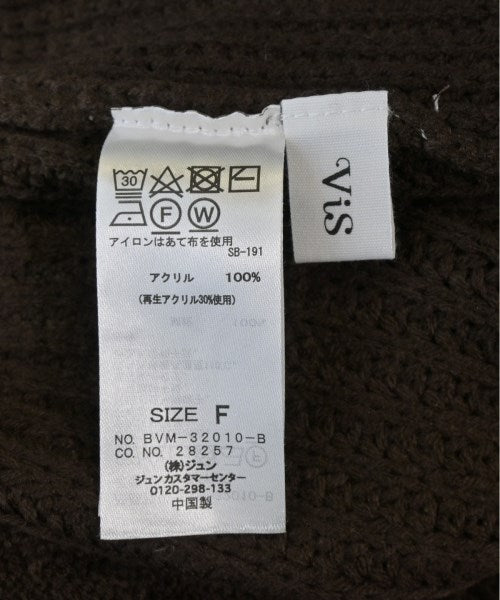 30
F W
アイロンはあて布を使用
SB-191
アクリル 100%
(再生アクリル30%使用)
SIZE F
NO. BVM-32010-B
CO. NO. 28257
(株)ジュン
ジュンカスタマーセンター
0120-298-133
中国製
ViS